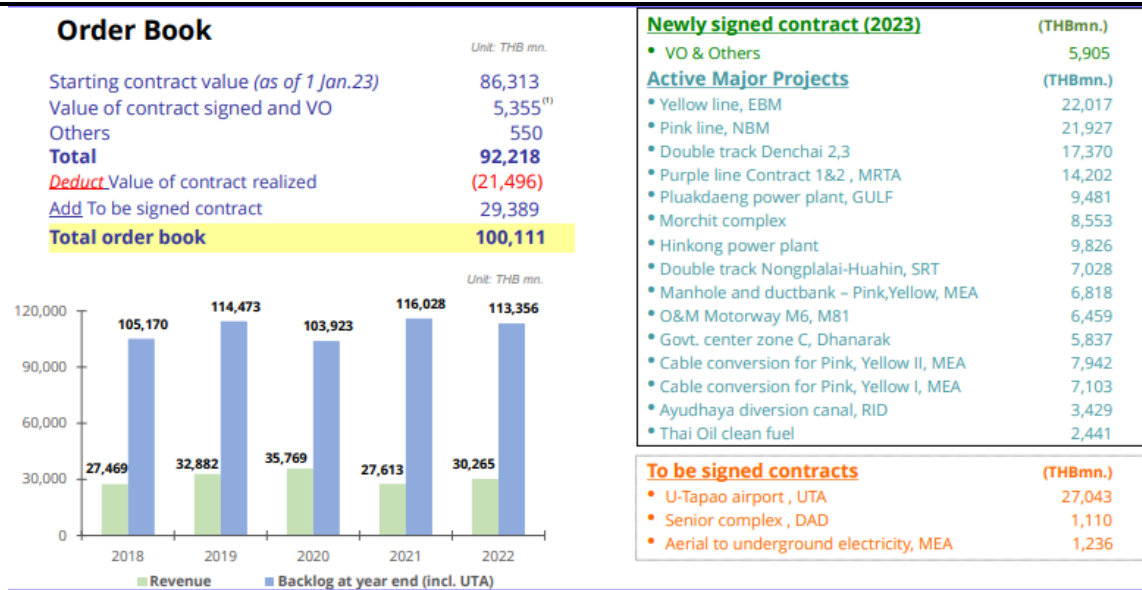 Order Book
Unit: THB mn.
Starting contract value (as of 1 Jan.23) 86,313
Value of contract signed and VO 5,355(1)
Others 550
Total 92,218
Deduct Value of contract realized (21,496)
Add To be signed contract 29,389
Total order book 100,111
Unit: THB mn.
120,000
90,000
60,000
30,000
0
105,170
114,473
103,923
116,028
113,356
27,469
32,882
35,769
27,613
30,265
2018 2019 2020 2021 2022
Revenue Backlog at year end (incl. UTA)
Newly signed contract (2023) (THBmn.)
• VO & Others 5,905
Active Major Projects (THBmn.)
• Yellow line, EBM 22,017
• Pink line, NBM 21,927
• Double track Denchai 2,3 17,370
• Purple line Contract 1&2 , MRTA 14,202
• Pluakdaeng power plant, GULF 9,481
• Morchit complex 8,553
• Hinkong power plant 9,826
• Double track Nongplalai-Huahin, SRT 7,028
• Manhole and ductbank – Pink,Yellow, MEA 6,818
• O&M Motorway M6, M81 6,459
• Govt. center zone C, Dhanarak 5,837
• Cable conversion for Pink, Yellow II, MEA 7,942
• Cable conversion for Pink, Yellow I, MEA 7,103
• Ayudhaya diversion canal, RID 3,429
• Thai Oil clean fuel 2,441
To be signed contracts (THBmn.)
• U-Tapao airport , UTA 27,043
• Senior complex , DAD 1,110
• Aerial to underground electricity, MEA 1,236